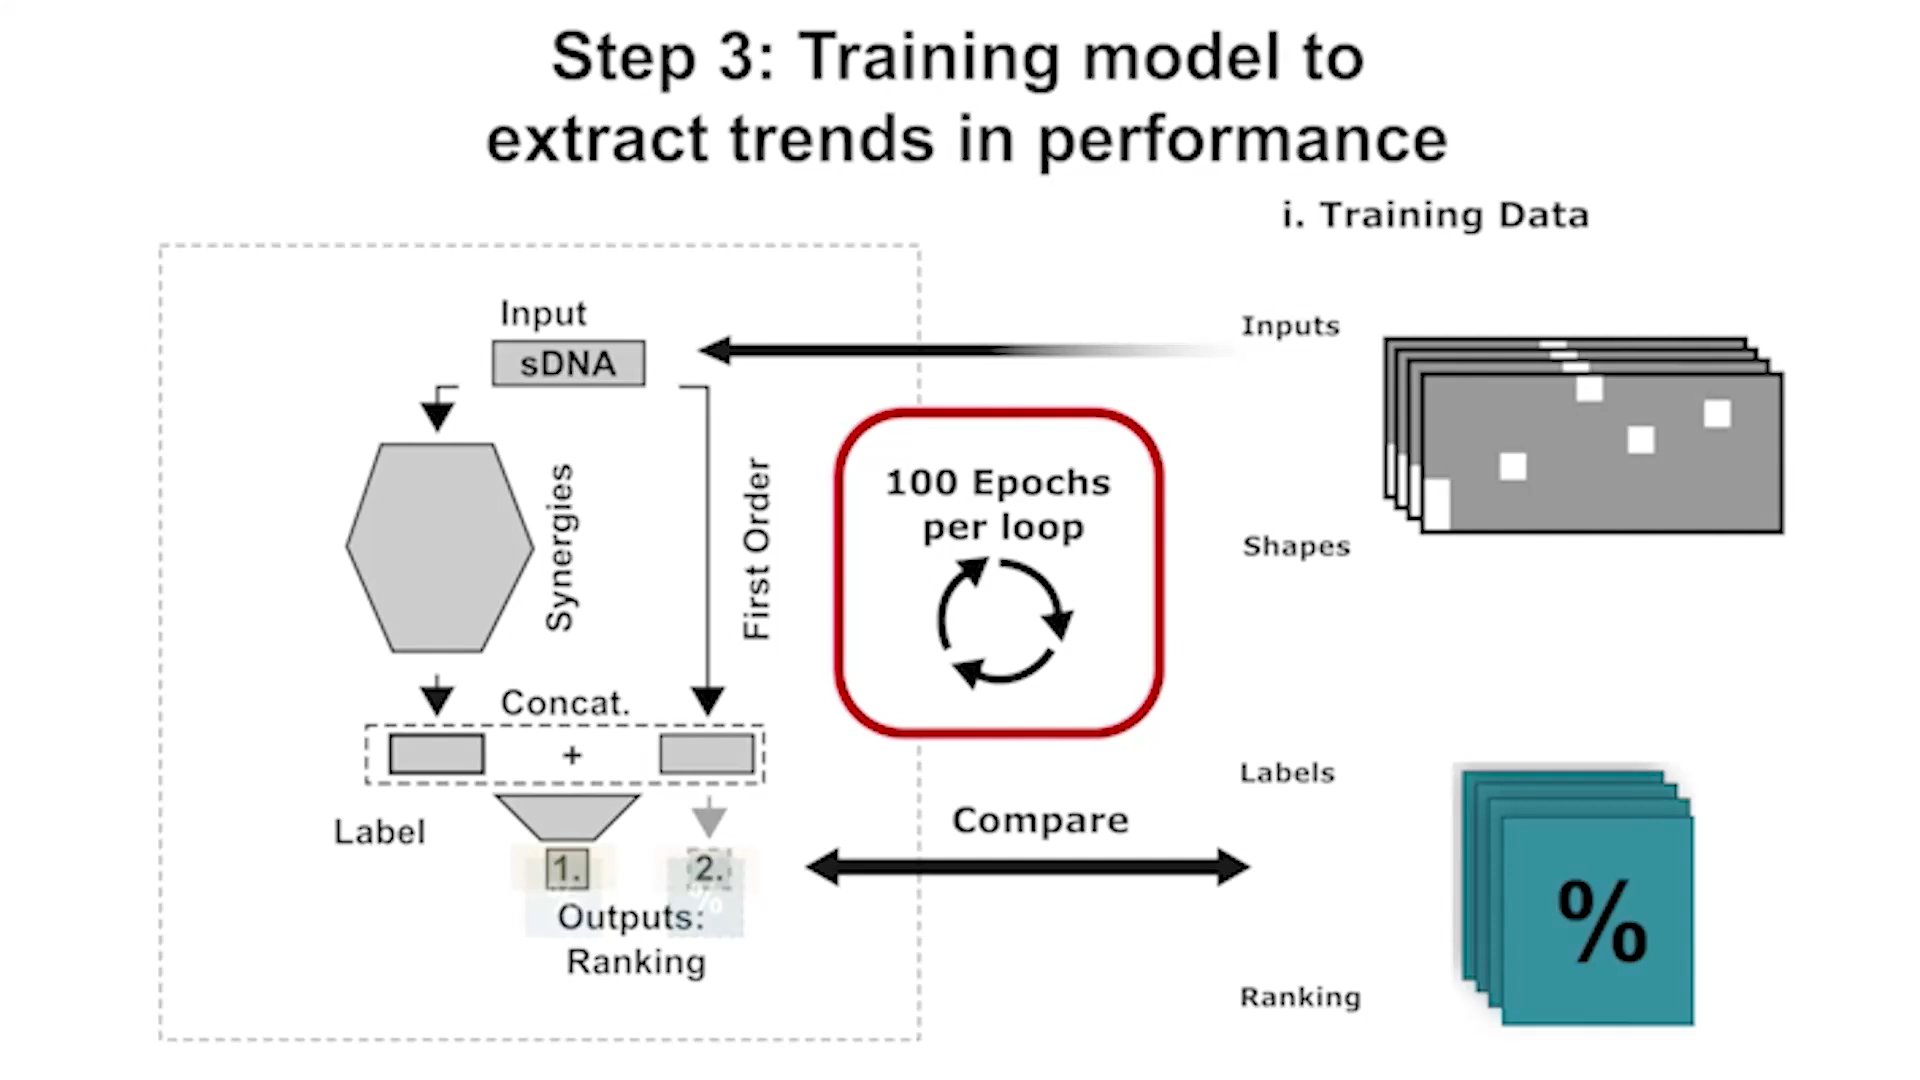 Step 3: Training model to
extract trends in performance
i. Training Data
Input
sDNA
Inputs
Synergies
First Order
100 Epochs
per loop
Shapes
Concat.
+
Labels
Label
Compare
1.
2.
%
%
Outputs:
Ranking
Ranking